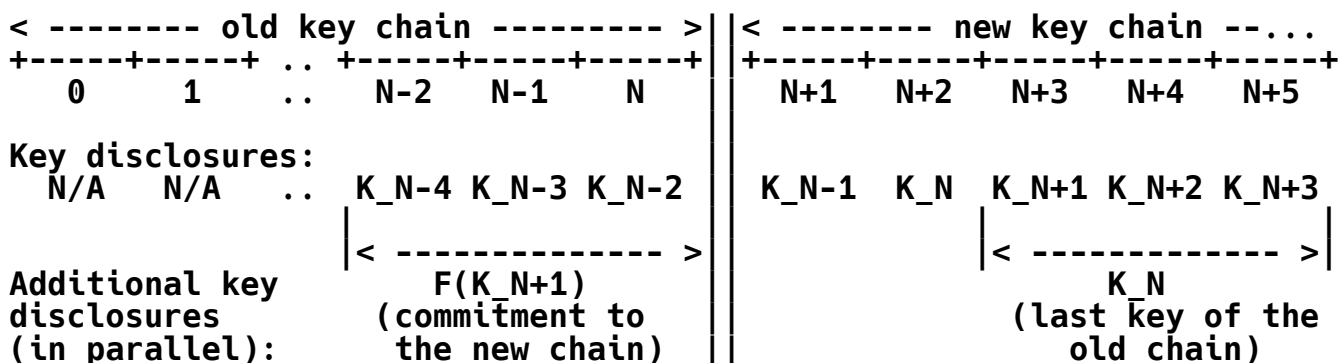 < -------- old key chain --------- >||< -------- new key chain --...
+-----+-----+ .. +-----+-----+-----+||+-----+-----+-----+-----+-----+
   0     1    ..   N-2   N-1    N   ||  N+1   N+2   N+3   N+4   N+5
                                    ||
Key disclosures:                    ||
  N/A   N/A   ..  K_N-4 K_N-3 K_N-2 || K_N-1  K_N  K_N+1 K_N+2 K_N+3
                 |                  ||            |                 |
                 |< -------------- >||            |< ------------- >|
Additional key        F(K_N+1)      ||                   K_N
disclosures        (commitment to   ||              (last key of the
(in parallel):      the new chain)  ||                 old chain)